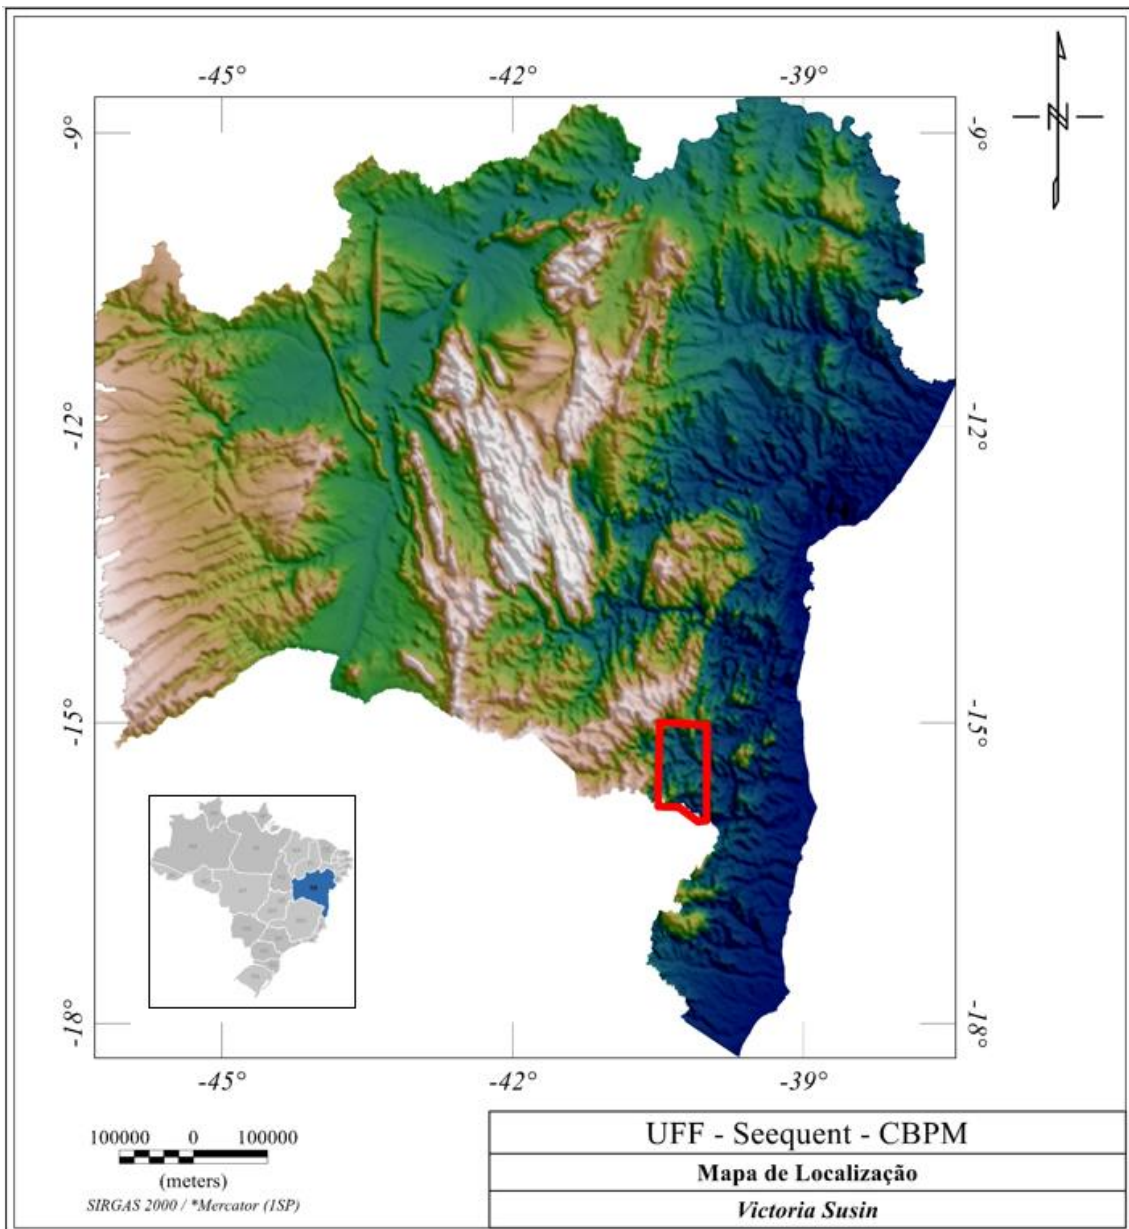 -45° -42° -39°
-9° -9°
-12° -12°
-15° -15°
-18° -18°
-45° -42° -39°
N
100000 0 100000
(meters)
SIRGAS 2000 / *Mercator (1SP)
UFF - Seequent - CBPM
Mapa de Localização
Victoria Susin